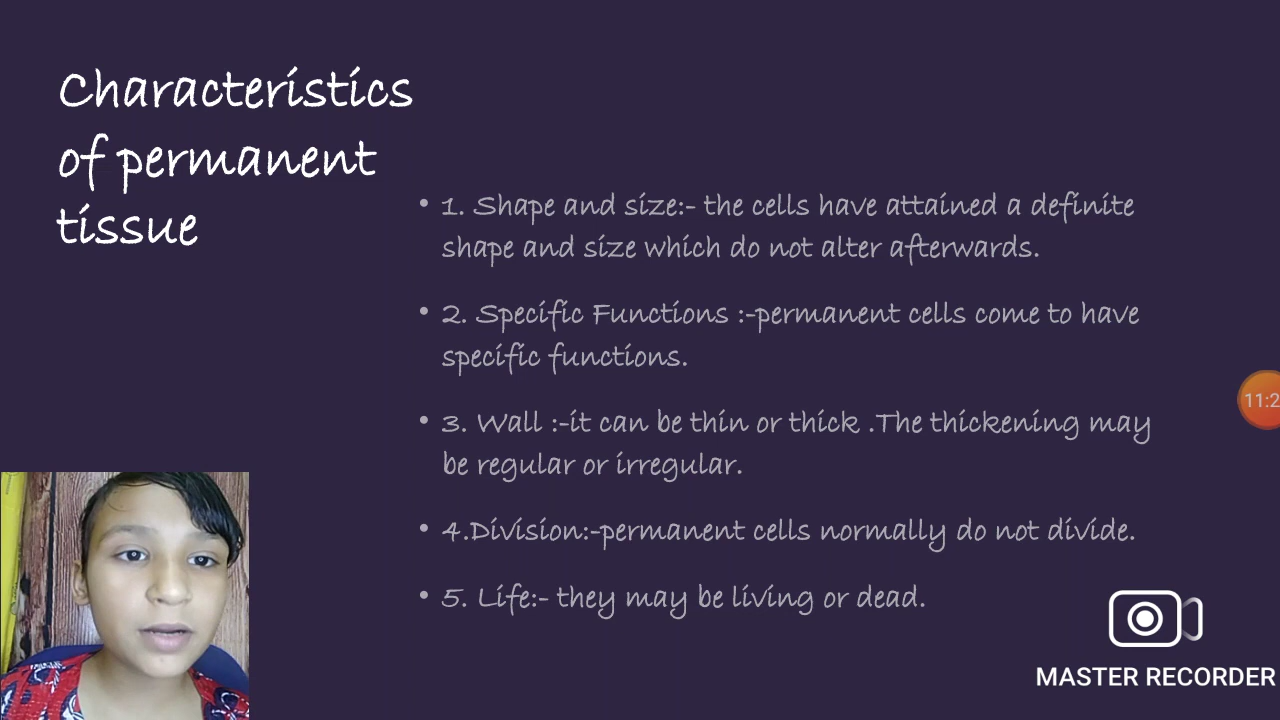 Characteristics
of permanent
tissue
• 1. Shape and size:- the cells have attained a definite
shape and size which do not alter afterwards.
• 2. Specific Functions :-permanent cells come to have
specific functions.
• 3. Wall :-it can be thin or thick .The thickening may
be regular or irregular.
• 4.Division:-permanent cells normally do not divide.
• 5. Life:- they may be living or dead.
11:2
MASTER RECORDER